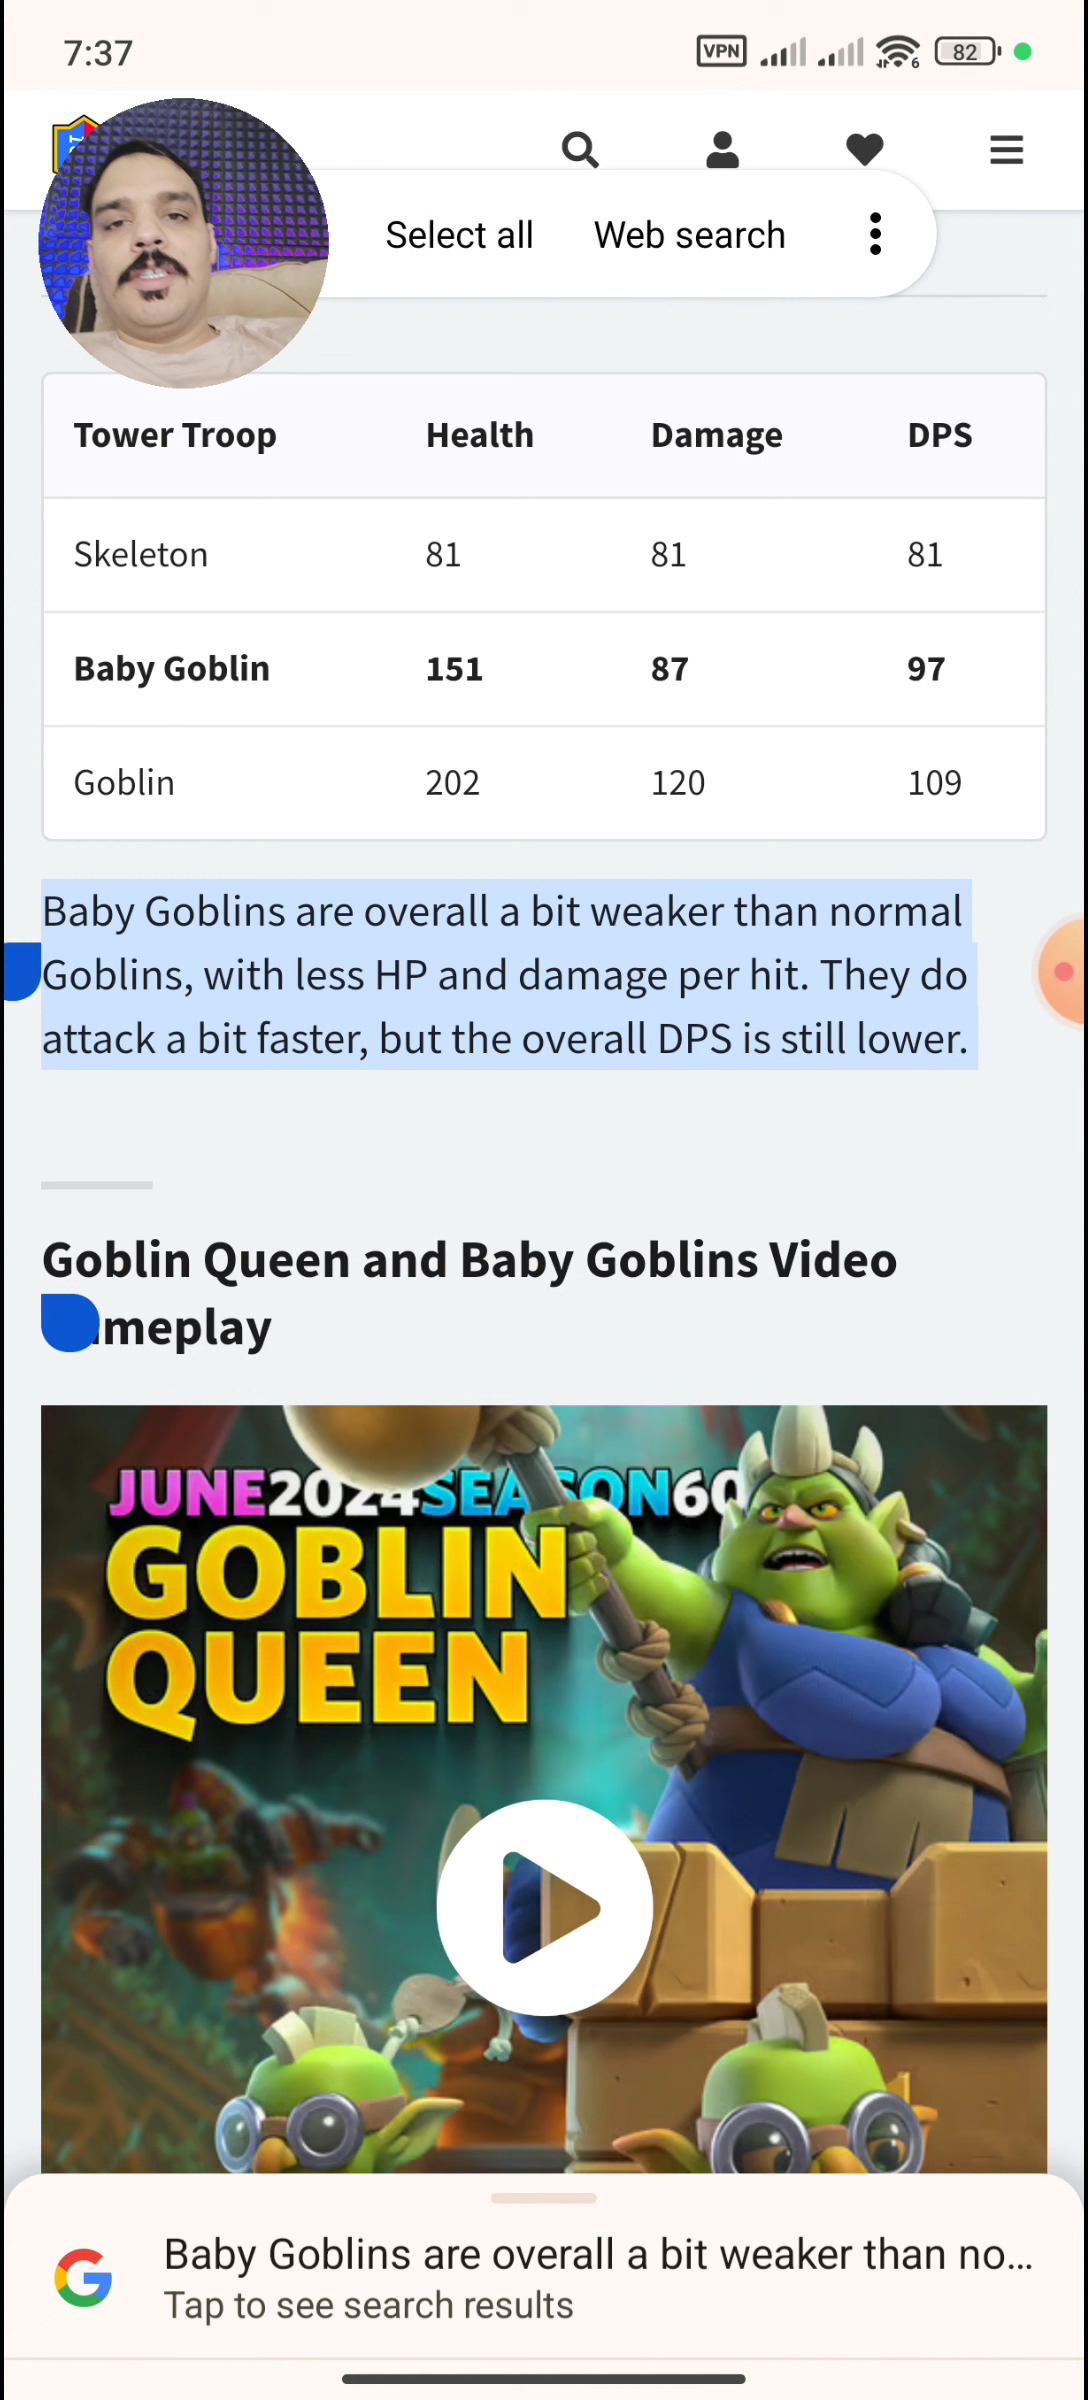 7:37
VPN
6
82
Select all
Web search
Tower Troop Health Damage DPS
Skeleton 81 81 81
Baby Goblin 151 87 97
Goblin 202 120 109
Baby Goblins are overall a bit weaker than normal
Goblins, with less HP and damage per hit. They do
attack a bit faster, but the overall DPS is still lower.
Goblin Queen and Baby Goblins Video
meplay
JUNE2024SEASON60
GOBLIN
QUEEN
Baby Goblins are overall a bit weaker than no...
Tap to see search results